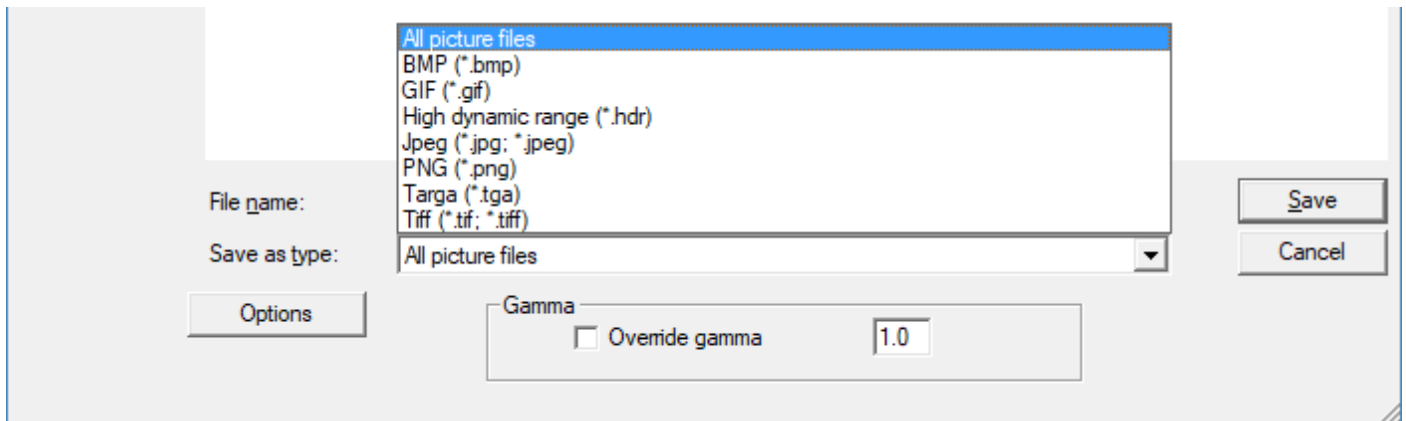 All picture files
BMP (*.bmp)
GIF (*.gif)
High dynamic range (*.hdr)
Jpeg (*.jpg; *.jpeg)
PNG (*.png)
Targa (*.tga)
Tiff (*.tif; *.tiff)
File name:
Save
Save as type:
All picture files
Cancel
Options
Gamma
Override gamma
1.0